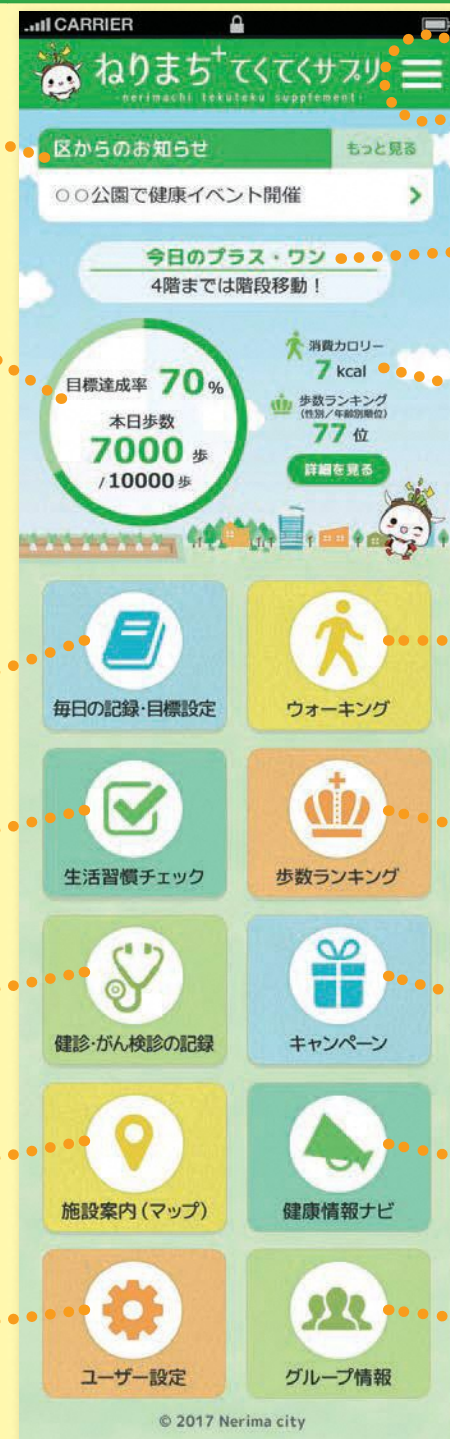 CARRIER
ねりまち+てくてくサプリ
nerimachi tekuteku supplement
区からのお知らせ
もっと見る
○○公園で健康イベント開催
今日のプラス・ワン
4階までは階段移動!
目標達成率 70%
本日歩数
7000 歩
/10000歩
消費カロリー
7 kcal
歩数ランキング
(性別/年齢別順位)
77 位
詳細を見る
毎日の記録・目標設定
ウォーキング
生活習慣チェック
歩数ランキング
健診・がん検診の記録
キャンペーン
施設案内(マップ)
健康情報ナビ
ユーザー設定
グループ情報
© 2017 Nerima city